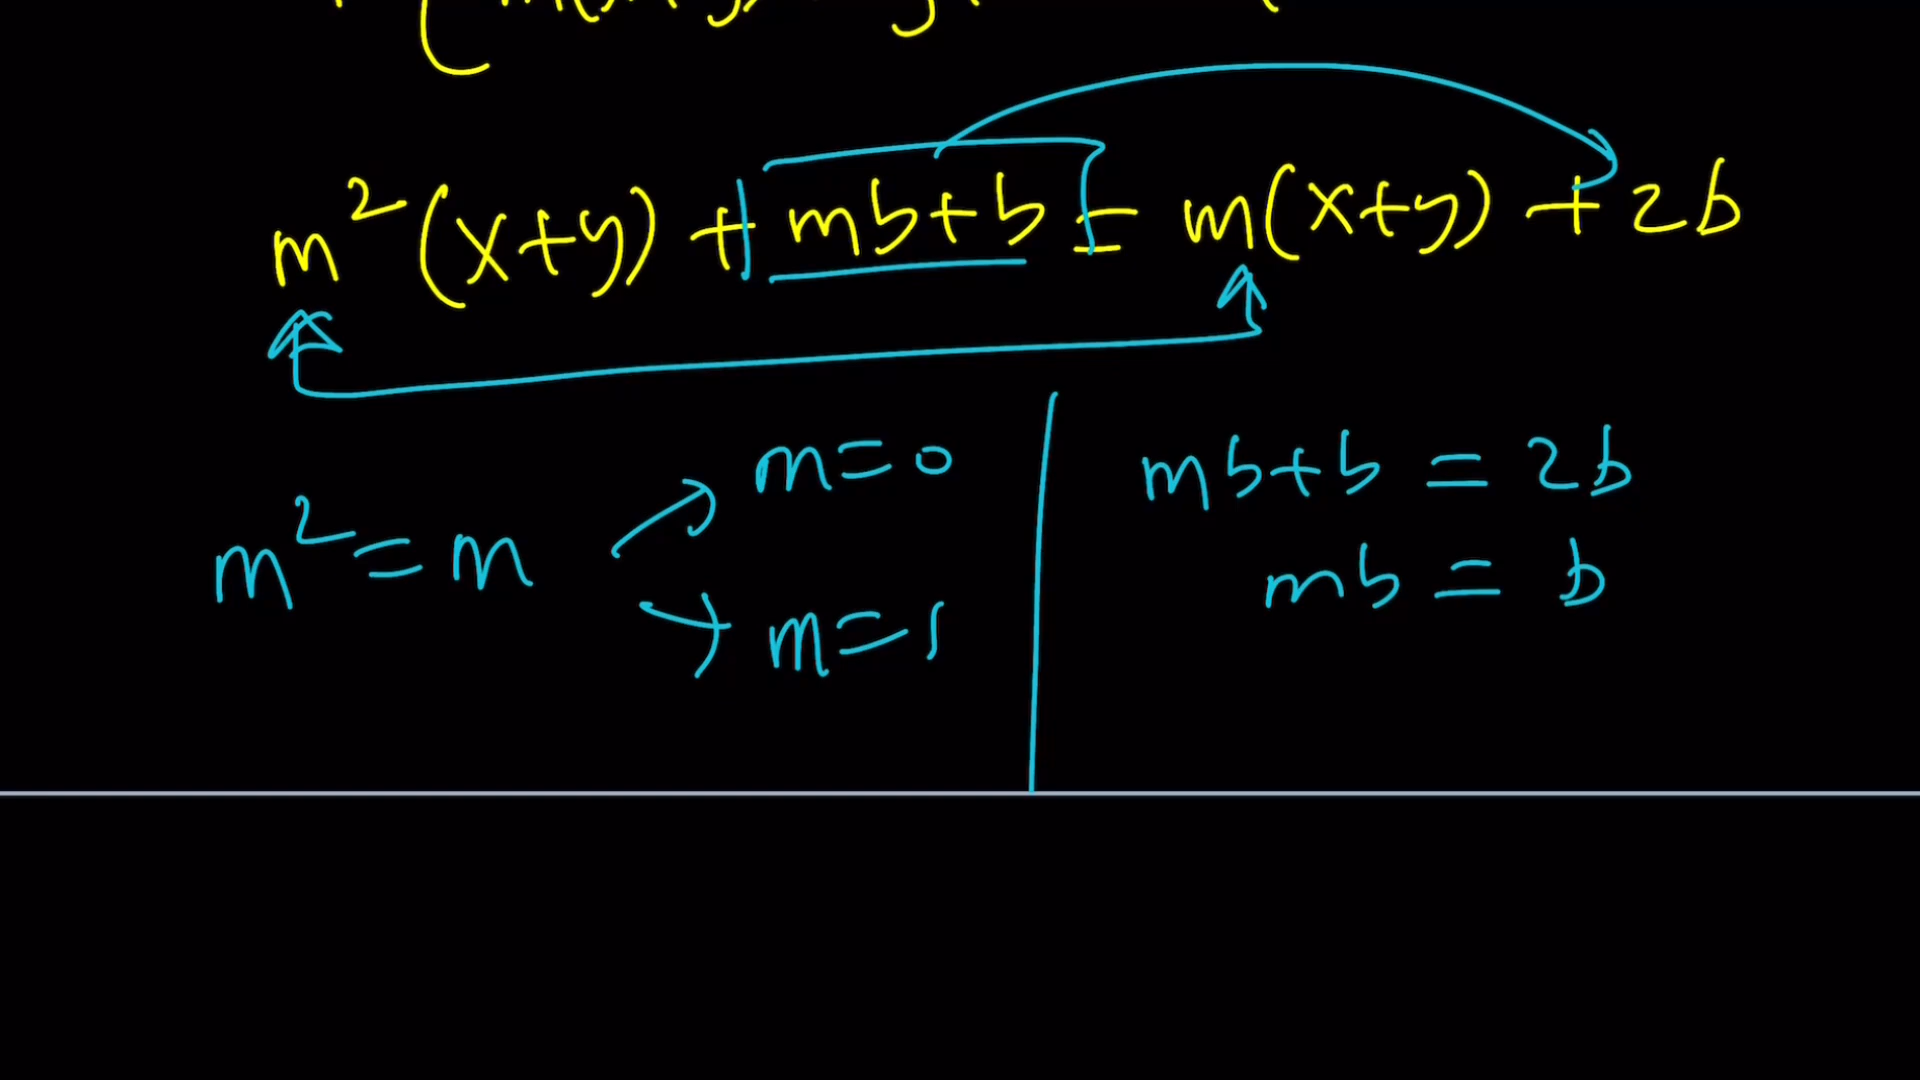 m²(x+y) + mb+b = m(x+y) + 2b
m=0
mb+b = 2b
m² = m
mb = b
m=1